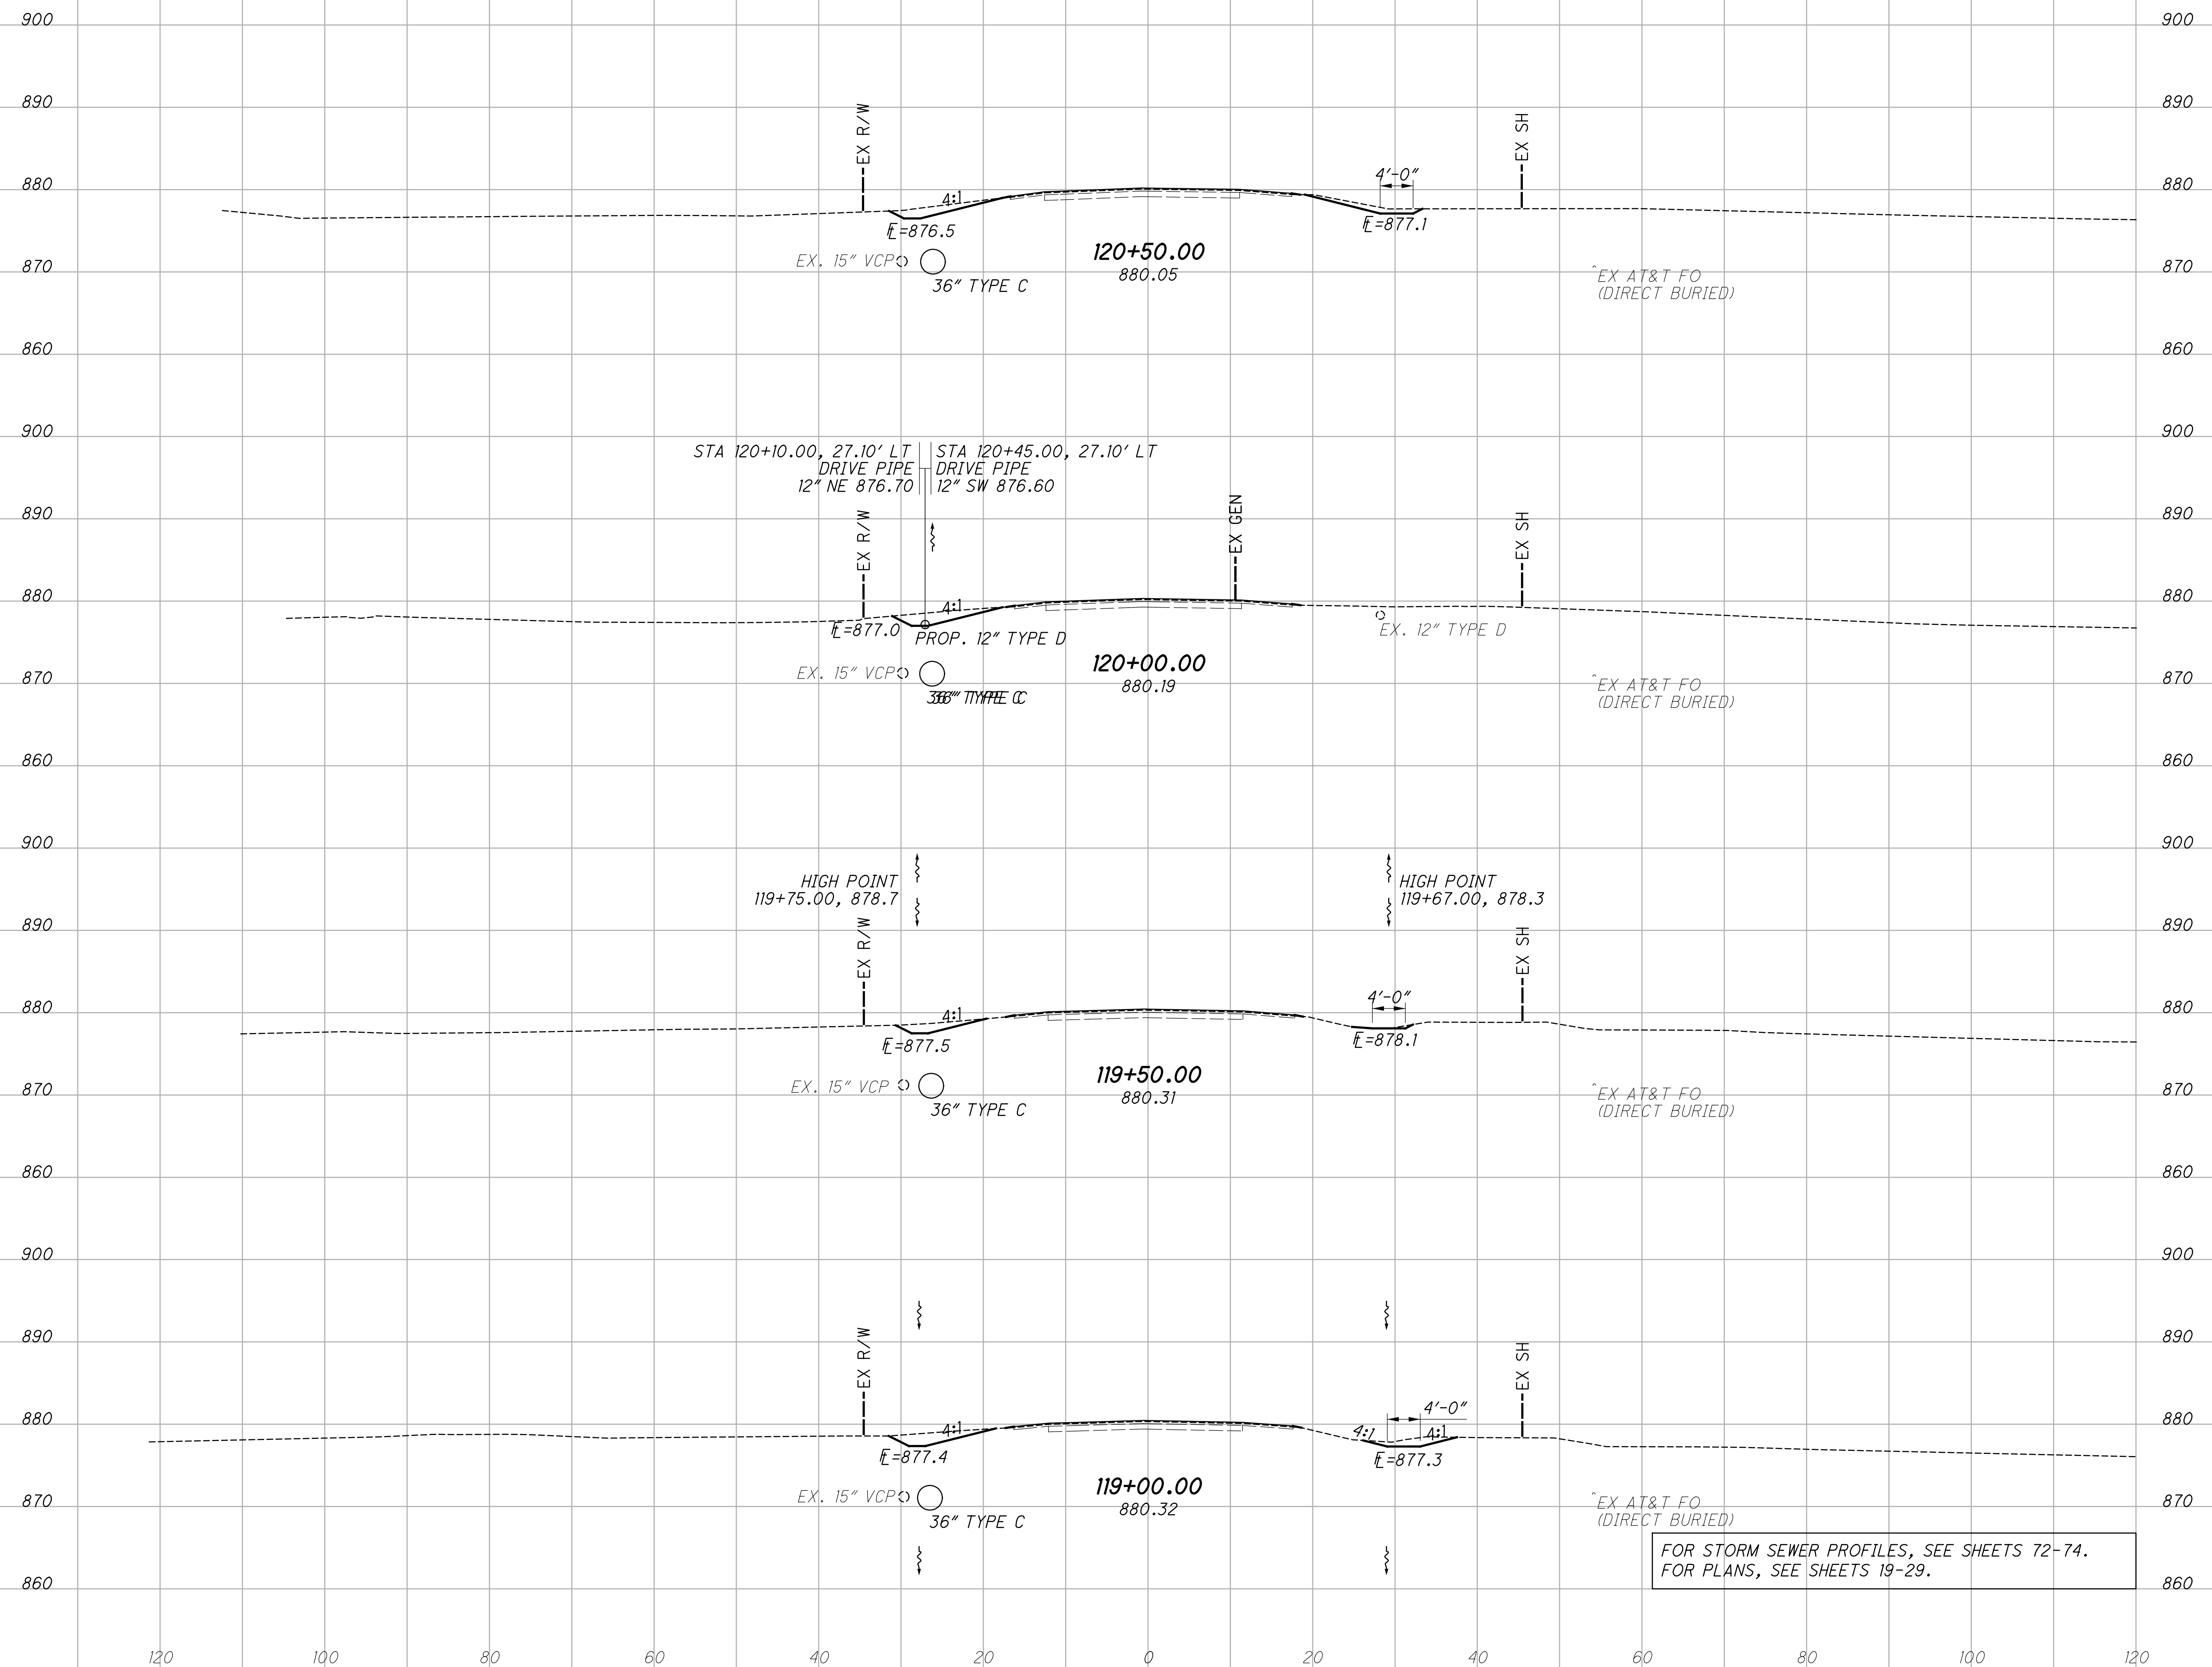 900 900
890 890
EX R/W
EX SH
4'-0"
880 880
4:1
FL=876.5
FL=877.1
EX. 15" VCP
120+50.00
880.05
870 870
36" TYPE C
EX AT&T FO
(DIRECT BURIED)
860 860
900 900
STA 120+10.00, 27.10' LT
DRIVE PIPE
12" NE 876.70
STA 120+45.00, 27.10' LT
DRIVE PIPE
12" SW 876.60
890 890
EX R/W
EX GEN
EX SH
880 880
4:1
FL=877.0
PROP. 12" TYPE D
EX. 12" TYPE D
EX. 15" VCP
120+00.00
880.19
870 870
36" TYPE C
36" TYPE C
EX AT&T FO
(DIRECT BURIED)
860 860
900 900
HIGH POINT
119+75.00, 878.7
HIGH POINT
119+67.00, 878.3
890 890
EX R/W
EX SH
4'-0"
880 880
4:1
FL=877.5
FL=878.1
EX. 15" VCP
119+50.00
880.31
870 870
36" TYPE C
EX AT&T FO
(DIRECT BURIED)
860 860
900 900
890 890
EX R/W
EX SH
4'-0"
880 880
4:1
4:1
4:1
FL=877.4
FL=877.3
EX. 15" VCP
119+00.00
880.32
870 870
36" TYPE C
EX AT&T FO
(DIRECT BURIED)
FOR STORM SEWER PROFILES, SEE SHEETS 72-74.
FOR PLANS, SEE SHEETS 19-29.
860 860
120 100 80 60 40 20 0 20 40 60 80 100 120